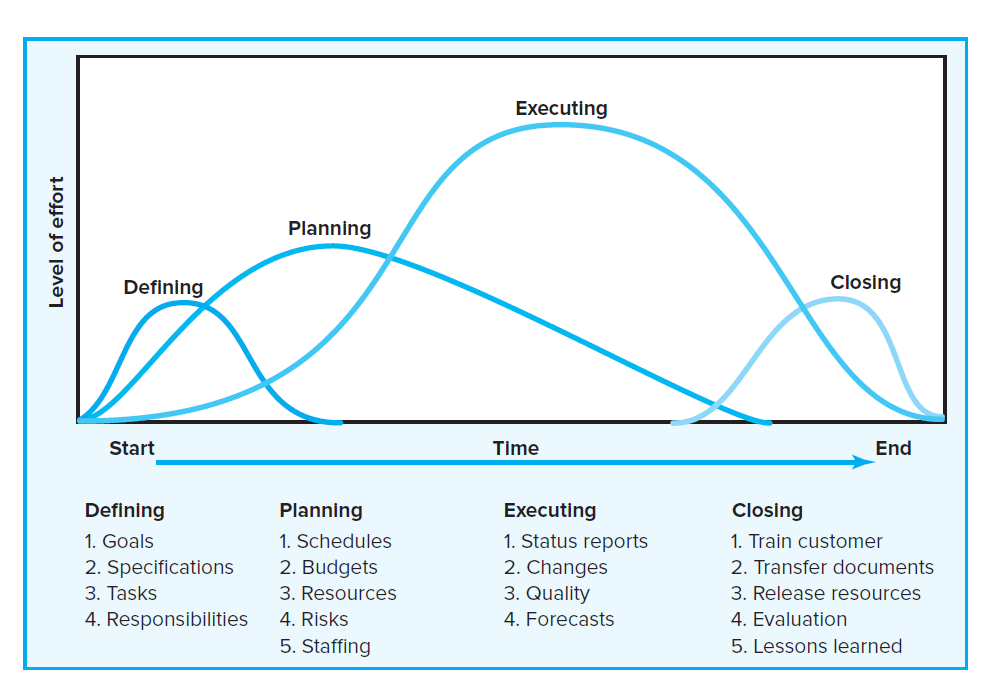 Executing
Planning
Defining
Closing
Level of effort
Start
Time
End
Defining
1. Goals
2. Specifications
3. Tasks
4. Responsibilities
Planning
1. Schedules
2. Budgets
3. Resources
4. Risks
5. Staffing
Executing
1. Status reports
2. Changes
3. Quality
4. Forecasts
Closing
1. Train customer
2. Transfer documents
3. Release resources
4. Evaluation
5. Lessons learned